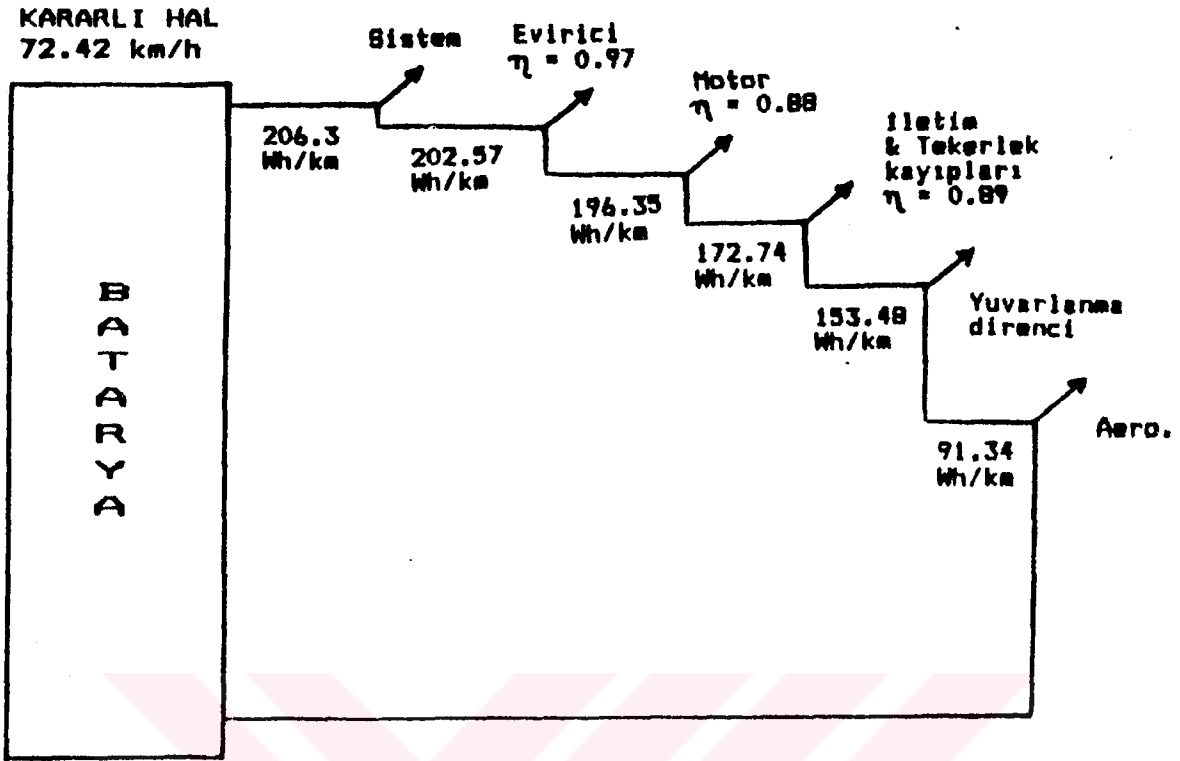 KARARLI HAL
72.42 km/h
Sistem
Evirici
η = 0.97
Motor
η = 0.88
iletim
& Tekerlek
kayıpları
η = 0.89
206.3
Wh/km
202.57
Wh/km
196.35
Wh/km
172.74
Wh/km
153.48
Wh/km
Yuvarlanma
direnci
91.34
Wh/km
Aero.
B
A
T
A
R
Y
A